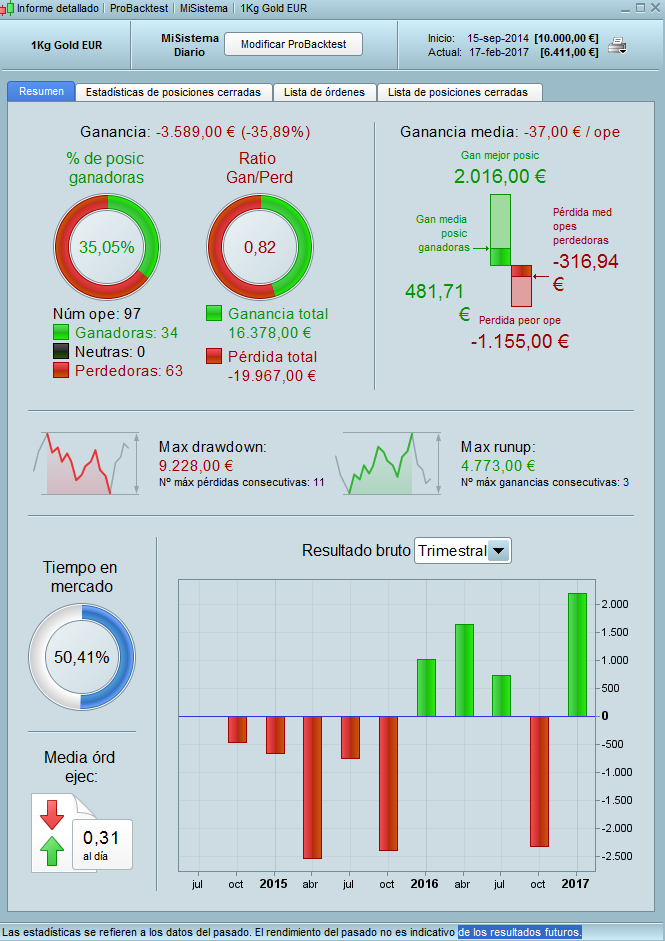 Informe detallado | ProBacktest | MiSistema | 1Kg Gold EUR
1Kg Gold EUR
MiSistema
Diario
Modificar ProBacktest
Inicio: 15-sep-2014 [10.000,00 €]
Actual: 17-feb-2017 [6.411,00 €]
Resumen
Estadísticas de posiciones cerradas
Lista de órdenes
Lista de posiciones cerradas
Ganancia: -3.589,00 € (-35,89%)
% de posic
ganadoras
35,05%
Ratio
Gan/Perd
0,82
Núm ope: 97
Ganadoras: 34
Neutras: 0
Perdedoras: 63
Ganancia total
16.378,00 €
Pérdida total
-19.967,00 €
Ganancia media: -37,00 € / ope
Gan mejor posic
2.016,00 €
Gan media
posic
ganadoras
481,71
€
Pérdida med
opes
perdedoras
-316,94
€
Perdida peor ope
-1.155,00 €
Max drawdown:
9.228,00 €
Nº máx pérdidas consecutivas: 11
Max runup:
4.773,00 €
Nº máx ganancias consecutivas: 3
Tiempo en
mercado
50,41%
Media órd
ejec:
0,31
al día
Resultado bruto Trimestral
2.000
1.500
1.000
500
0
-500
-1.000
-1.500
-2.000
-2.500
jul oct 2015 abr jul oct 2016 abr jul oct 2017
Las estadísticas se refieren a los datos del pasado. El rendimiento del pasado no es indicativo de los resultados futuros.